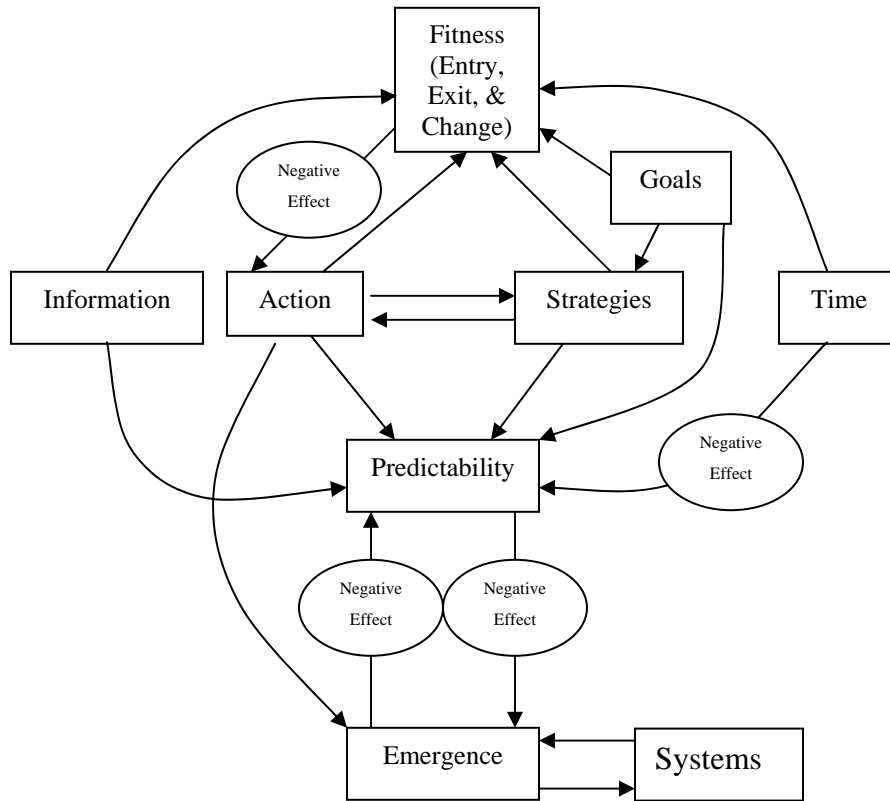 Fitness
(Entry,
Exit, &
Change)
Negative
Effect
Goals
Information
Action
Strategies
Time
Predictability
Negative
Effect
Negative
Effect
Negative
Effect
Emergence
Systems